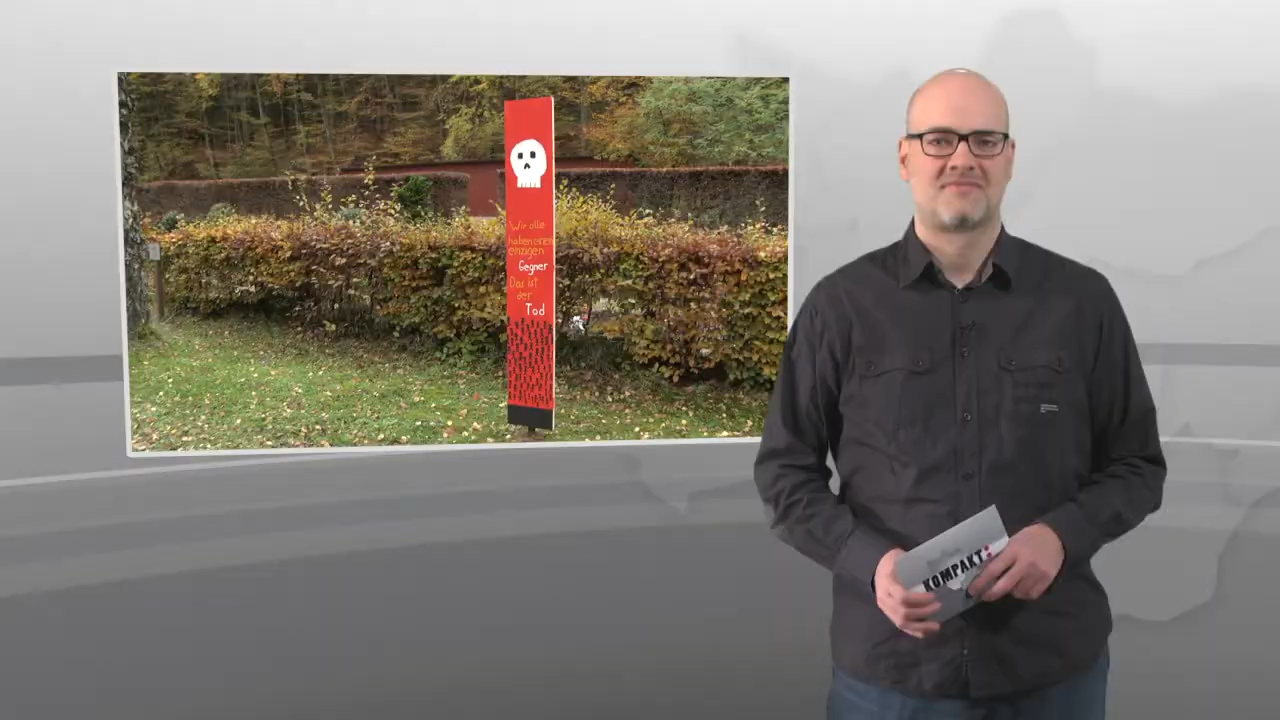 Wir alle
haben einen
einzigen
Gegner
Das ist
der
Tod
KOMPAKT: